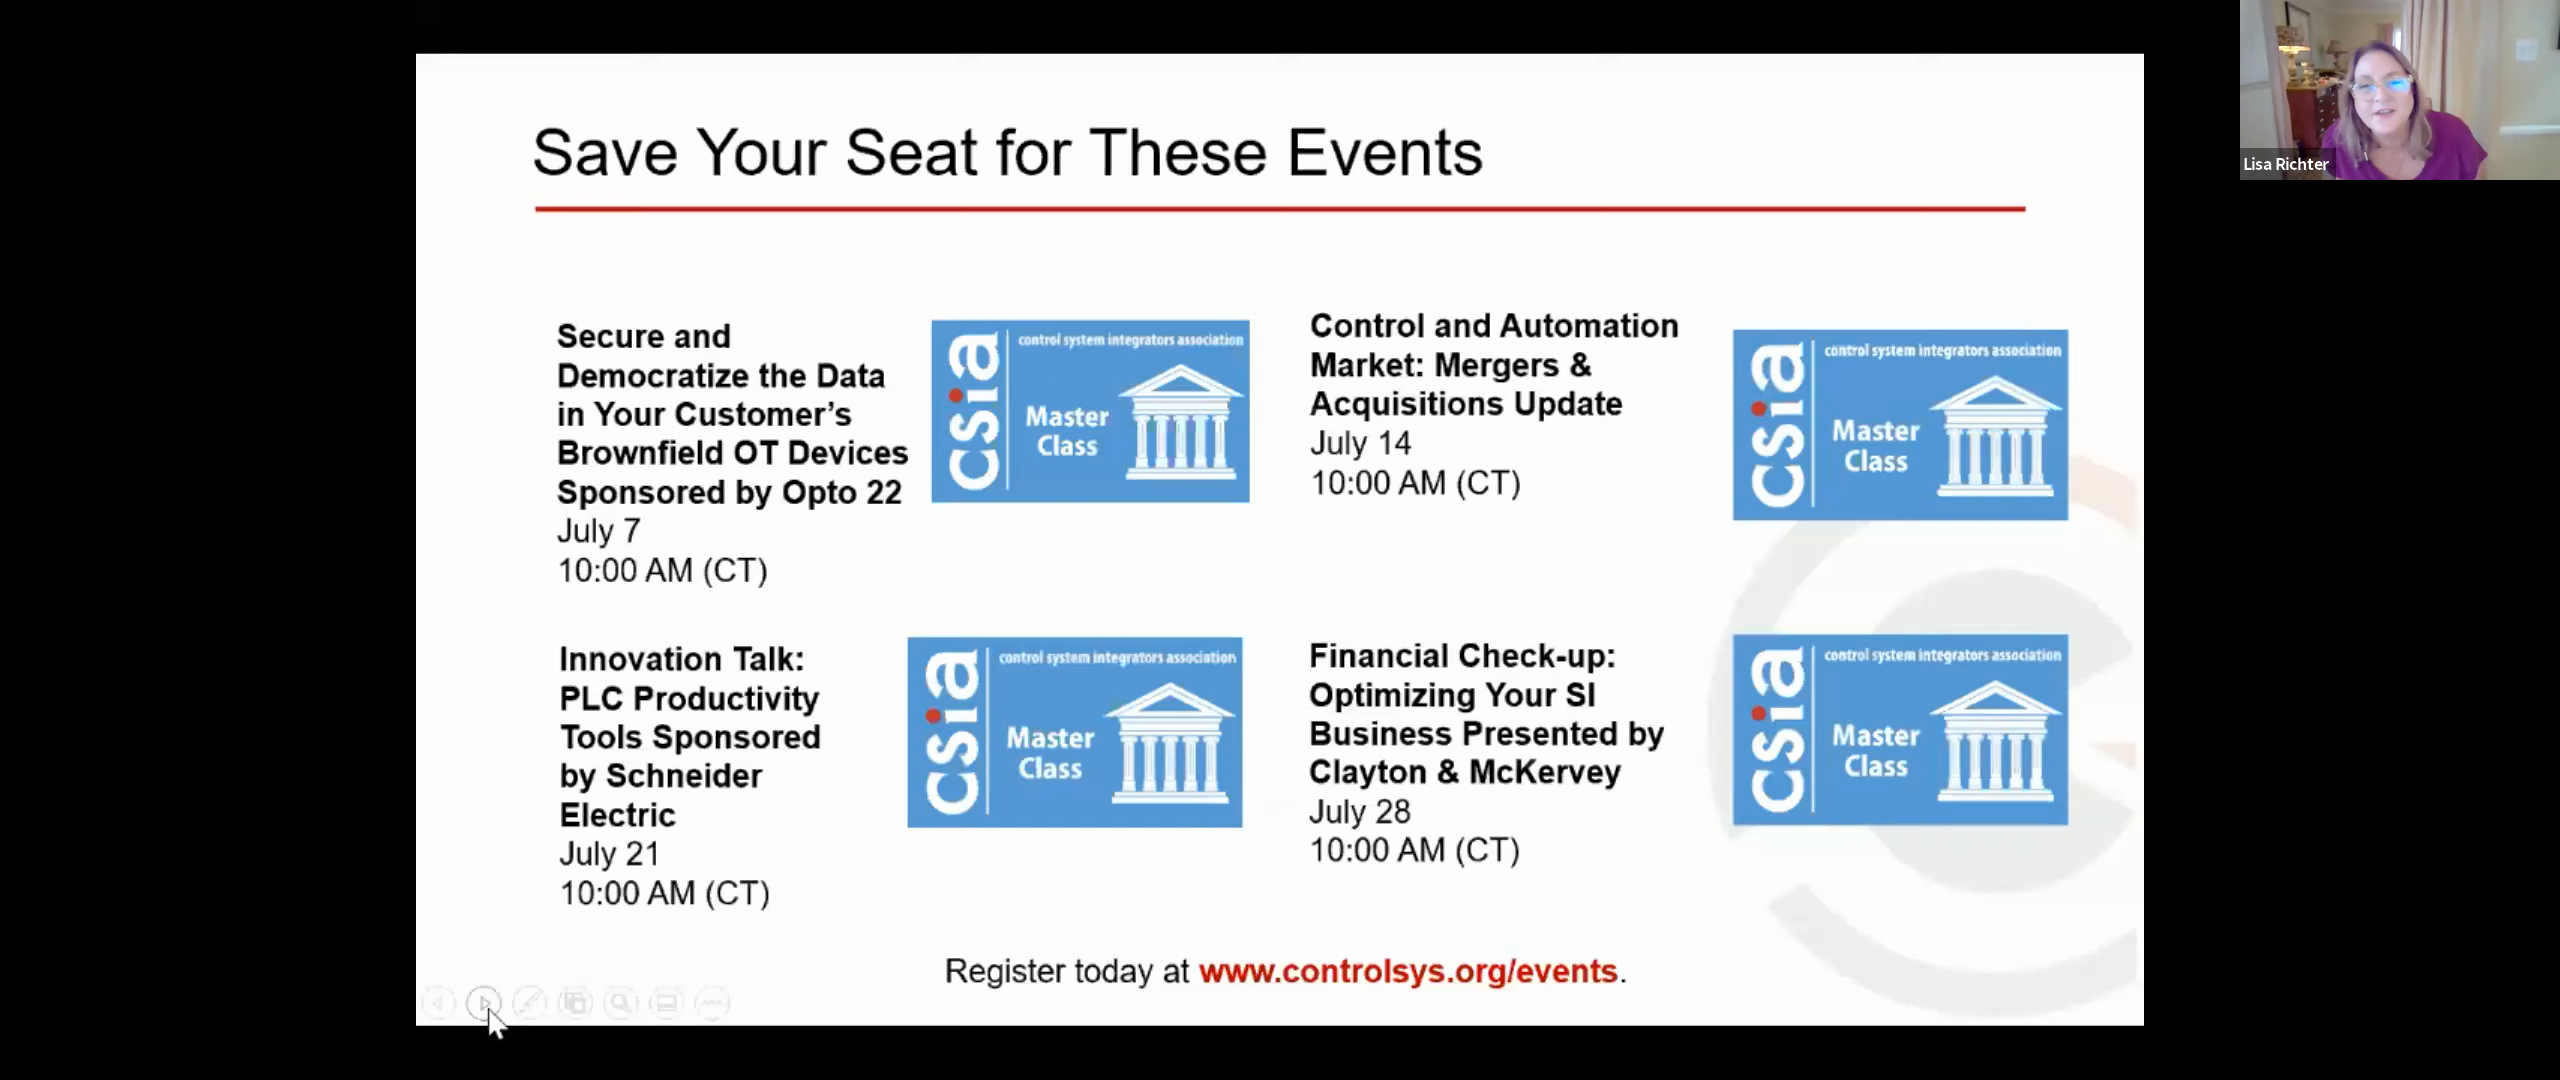 Save Your Seat for These Events
Lisa Richter
Secure and
Democratize the Data
in Your Customer’s
Brownfield OT Devices
Sponsored by Opto 22
July 7
10:00 AM (CT)
csia
control system integrators association
Master
Class
Control and Automation
Market: Mergers &
Acquisitions Update
July 14
10:00 AM (CT)
csia
control system integrators association
Master
Class
Innovation Talk:
PLC Productivity
Tools Sponsored
by Schneider
Electric
July 21
10:00 AM (CT)
csia
control system integrators association
Master
Class
Financial Check-up:
Optimizing Your SI
Business Presented by
Clayton & McKervey
July 28
10:00 AM (CT)
csia
control system integrators association
Master
Class
Register today at www.controlsys.org/events.